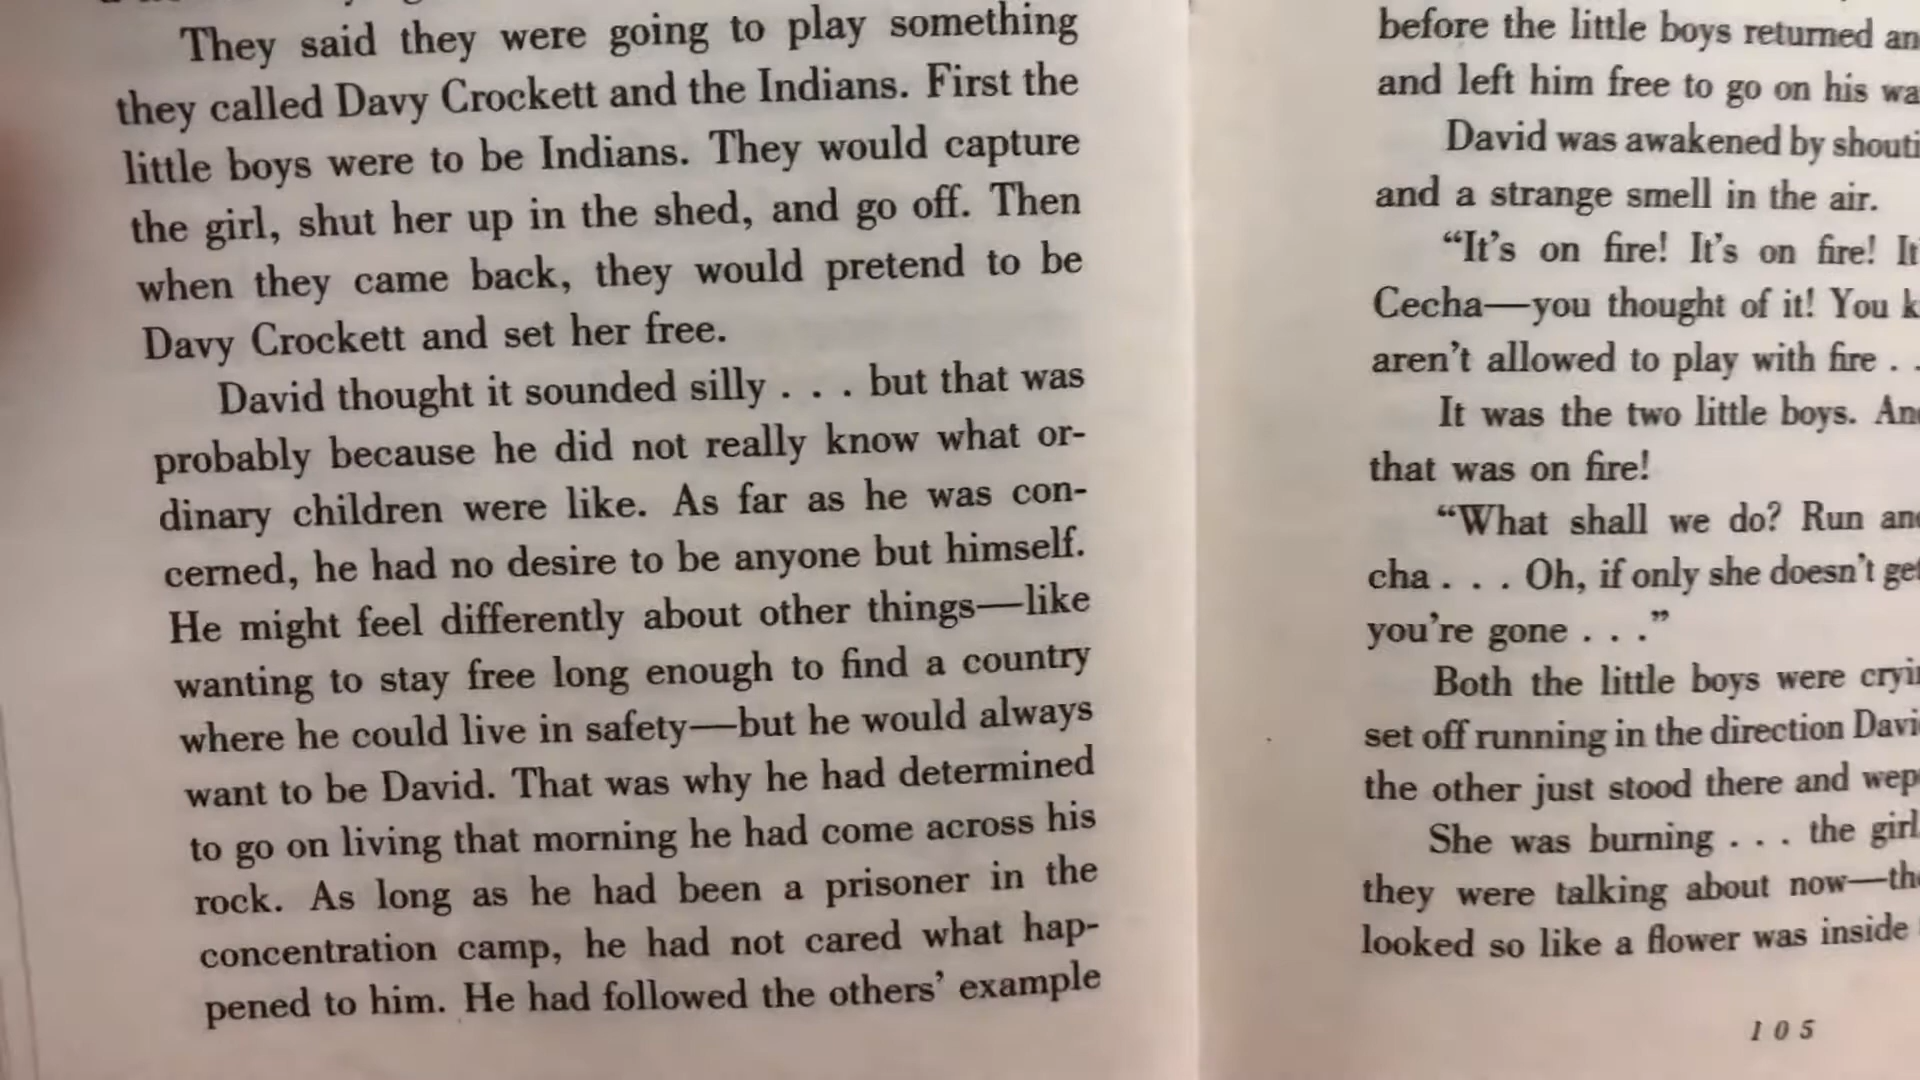 They said they were going to play something
they called Davy Crockett and the Indians. First the
little boys were to be Indians. They would capture
the girl, shut her up in the shed, and go off. Then
when they came back, they would pretend to be
Davy Crockett and set her free.
David thought it sounded silly . . . but that was
probably because he did not really know what or-
dinary children were like. As far as he was con-
cerned, he had no desire to be anyone but himself.
He might feel differently about other things—like
wanting to stay free long enough to find a country
where he could live in safety—but he would always
want to be David. That was why he had determined
to go on living that morning he had come across his
rock. As long as he had been a prisoner in the
concentration camp, he had not cared what hap-
pened to him. He had followed the others’ example
before the little boys returned
and left him free to go on his
David was awakened by
and a strange smell in the air.
“It’s on fire! It’s on fire!
Cecha—you thought of it! You
aren’t allowed to play with fire . .
It was the two little boys.
that was on fire!
“What shall we do? Run
cha . . . Oh, if only she doesn’t
you’re gone . . .”
Both the little boys were
set off running in the direction
the other just stood there and
She was burning . . . the girl
they were talking about now—
looked so like a flower was inside
105